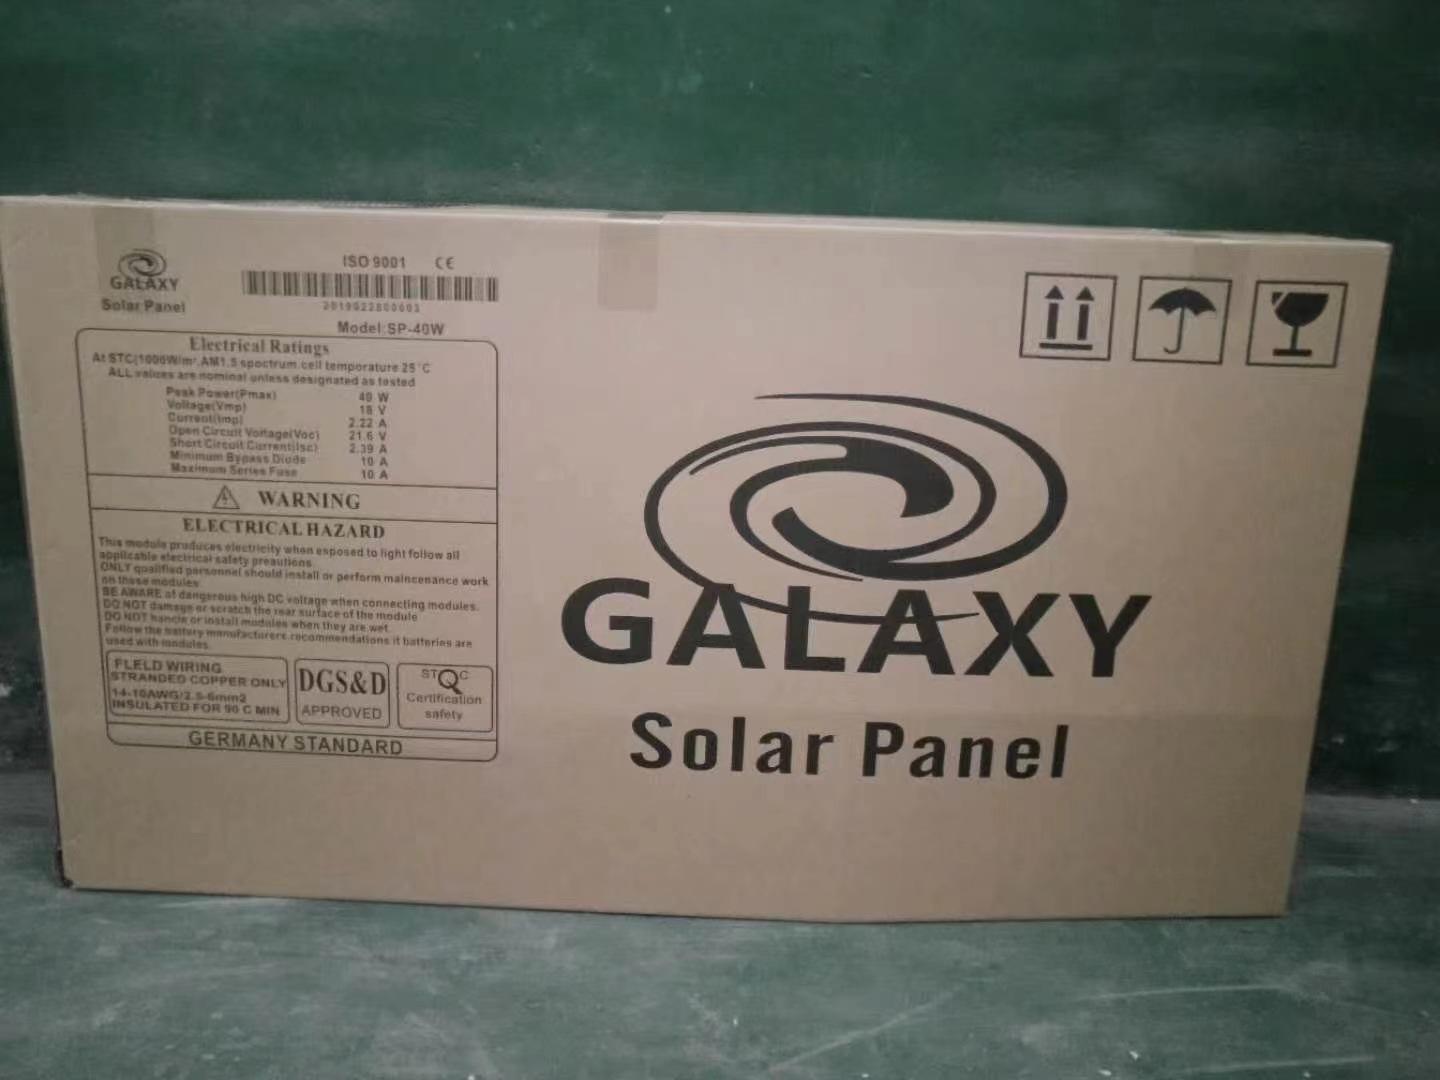 GALAXY
Solar Panel
ISO 9001 CE
2019022800603
Model:SP-40W
Electrical Ratings
At STC(1000W/m², AM1.5 spoctrum.cell temporature 25°C
ALL values are nominal unless designated as tested
Peak Power(Pmax) 40 W
Voltage(Vmp) 18 V
Current(Imp) 2.22 A
Open Circuit Vortage(Voc) 21.6 V
Short Circuit Current(Isc) 2.39 A
Minimum Bypass Diode 10 A
Maximum Series Fuse 10 A
WARNING
ELECTRICAL HAZARD
This module produces electricity when exposed to light follow all
applicable electrical safety precautions.
ONLY qualified personnel should install or perform maincenance work
on these modules
BE AWARE of dangerous high DC voltage when connecting modules.
DO NOT damage or scratch the rear surface of the module
DO NOT handle or install modules when they are wet.
Follow the battery manufacturers.recommendations it batteries are
used with modules.
FLELD WIRING
STRANDED COPPER ONLY
14-10AWG/2.5-6mm2
INSULATED FOR 90 C MIN
DGS&D
APPROVED
STQC
Certification
safety
GERMANY STANDARD
GALAXY
Solar Panel